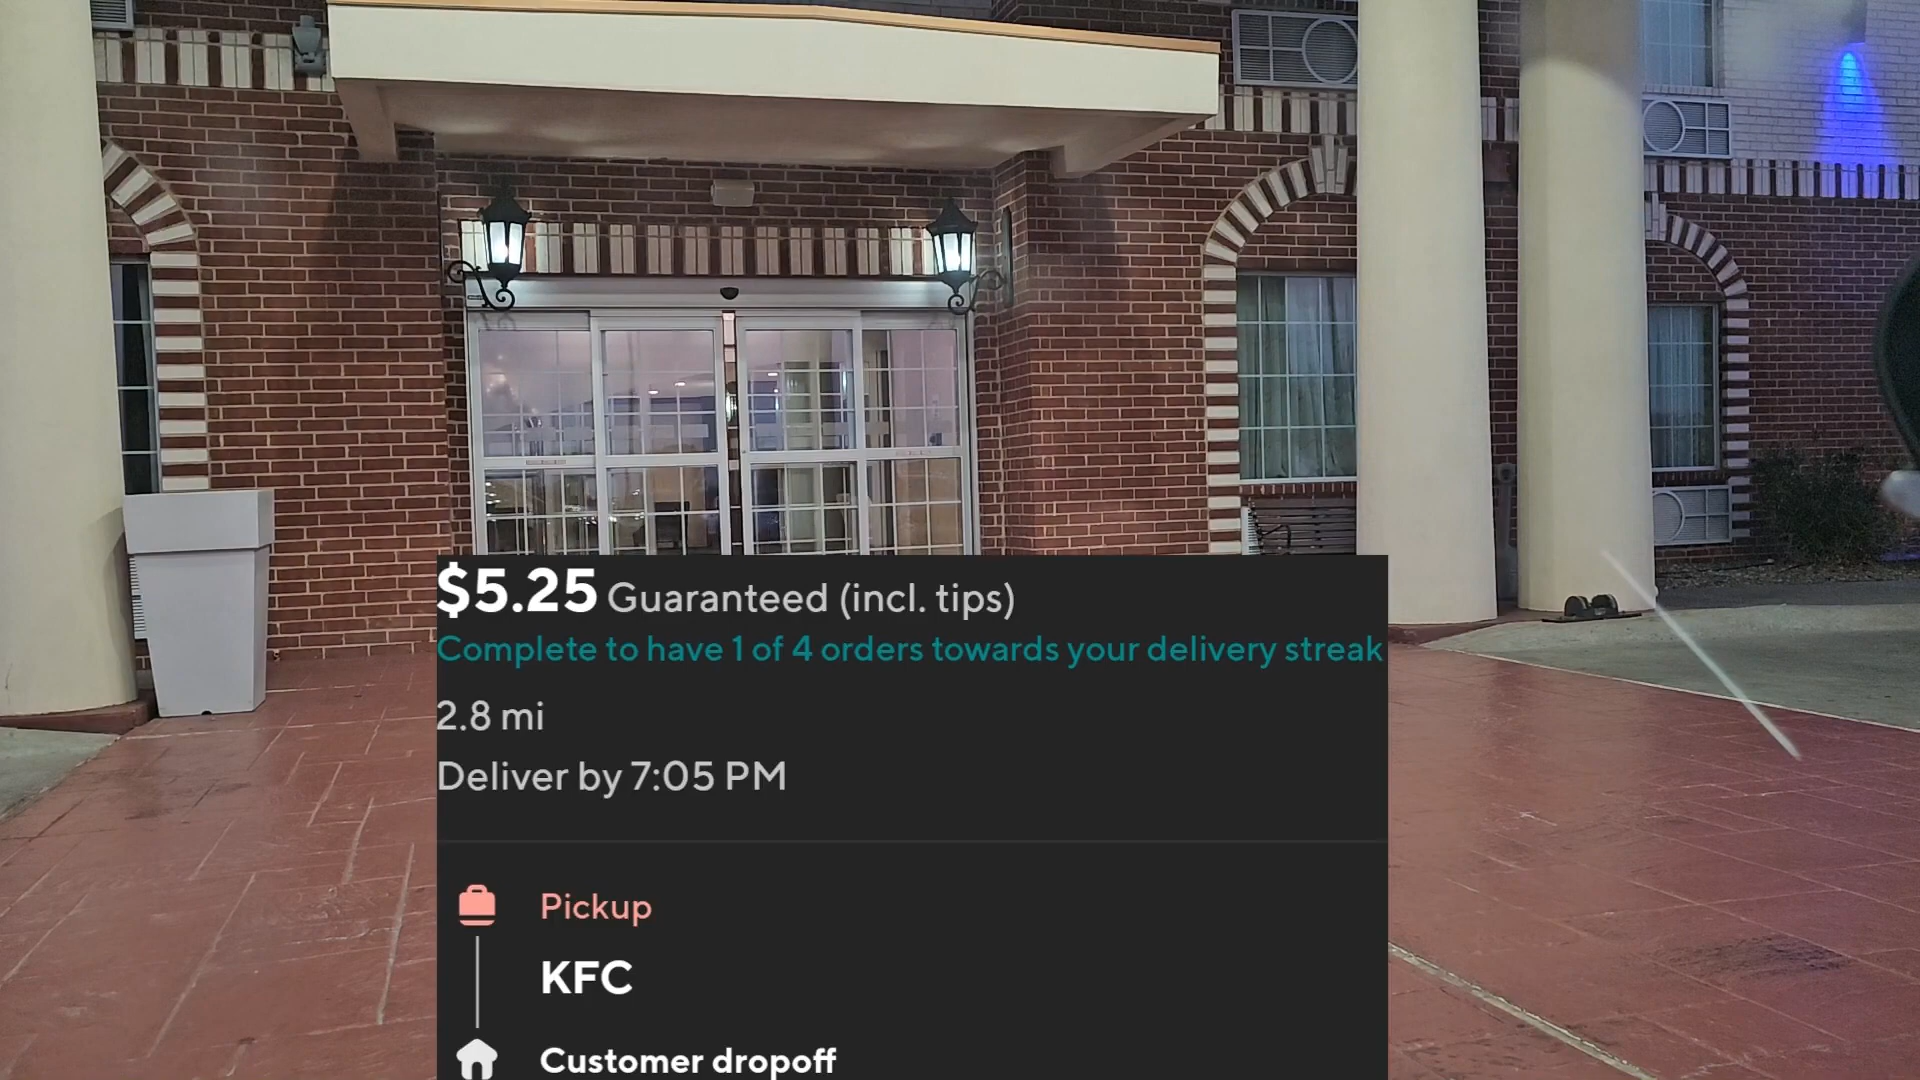 $5.25 Guaranteed (incl. tips)
Complete to have 1 of 4 orders towards your delivery streak
2.8 mi
Deliver by 7:05 PM
Pickup
KFC
Customer dropoff